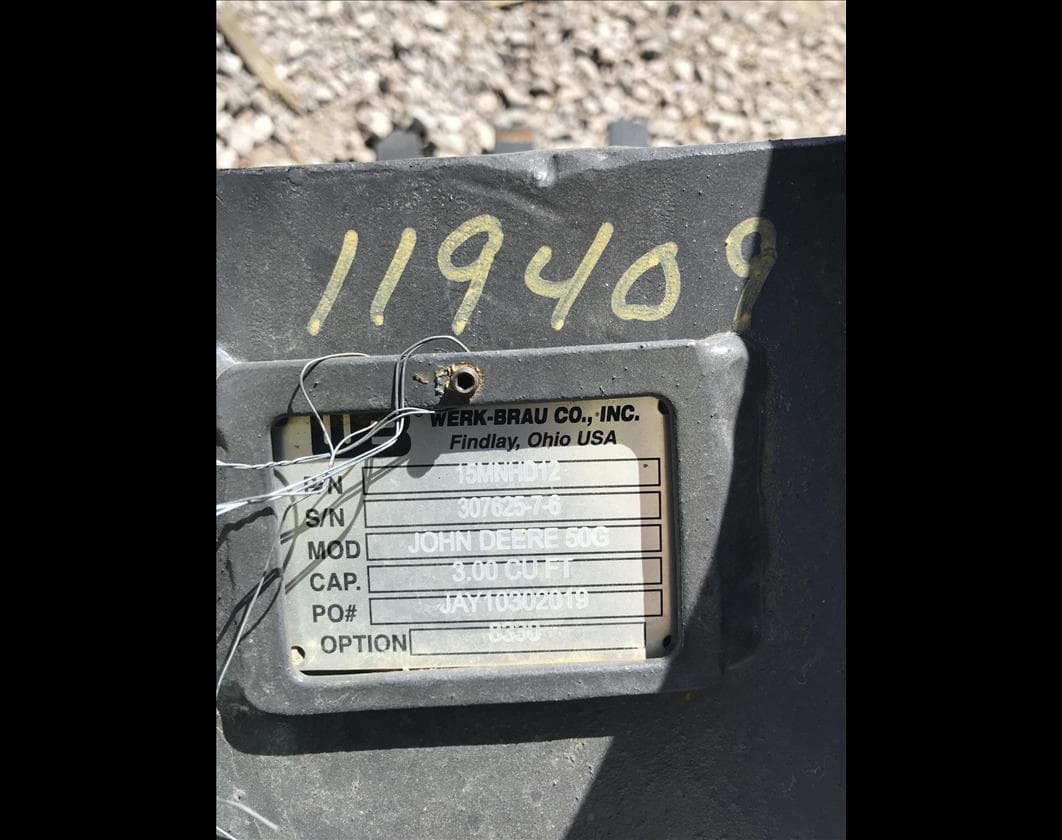 119409
WB
WERK-BRAU CO., INC.
Findlay, Ohio USA
P/N 15MNHD12
S/N 307625-7-6
MOD JOHN DEERE 50G
CAP. 3.00 CU FT
PO# JAY10302019
OPTION